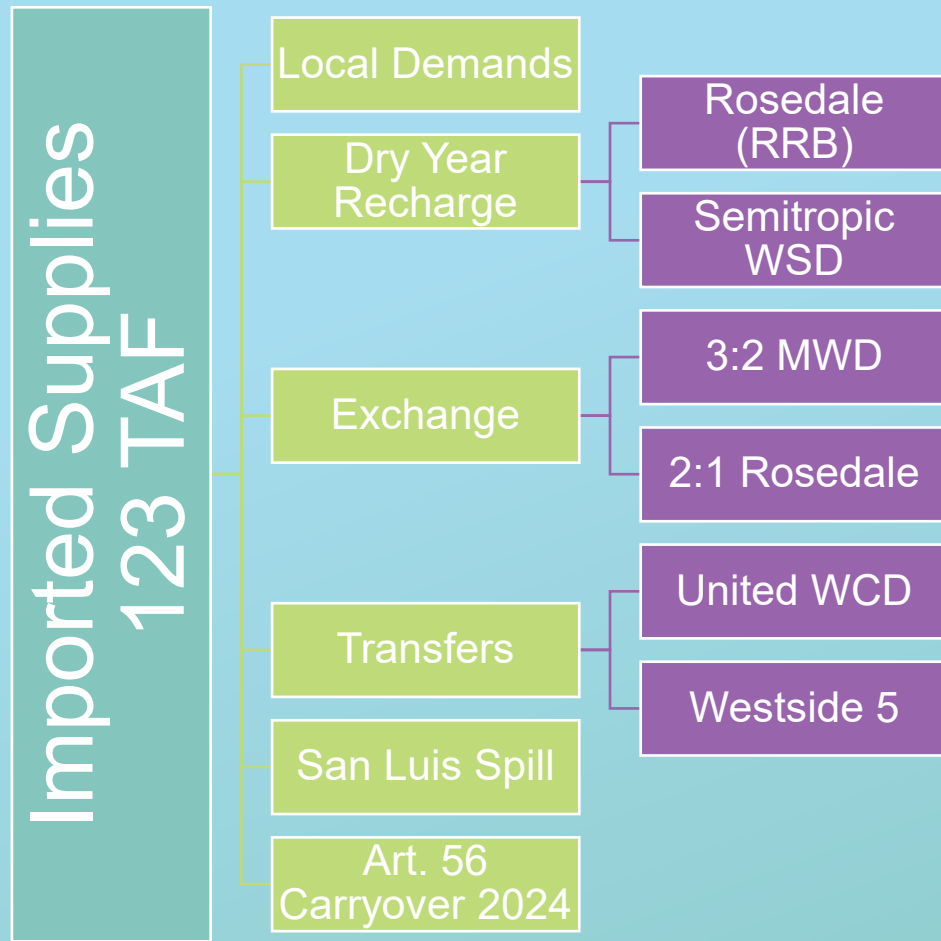 Imported Supplies
123 TAF
Local Demands
Dry Year
Recharge
Rosedale
(RRB)
Semitropic
WSD
Exchange
3:2 MWD
2:1 Rosedale
Transfers
United WCD
Westside 5
San Luis Spill
Art. 56
Carryover 2024